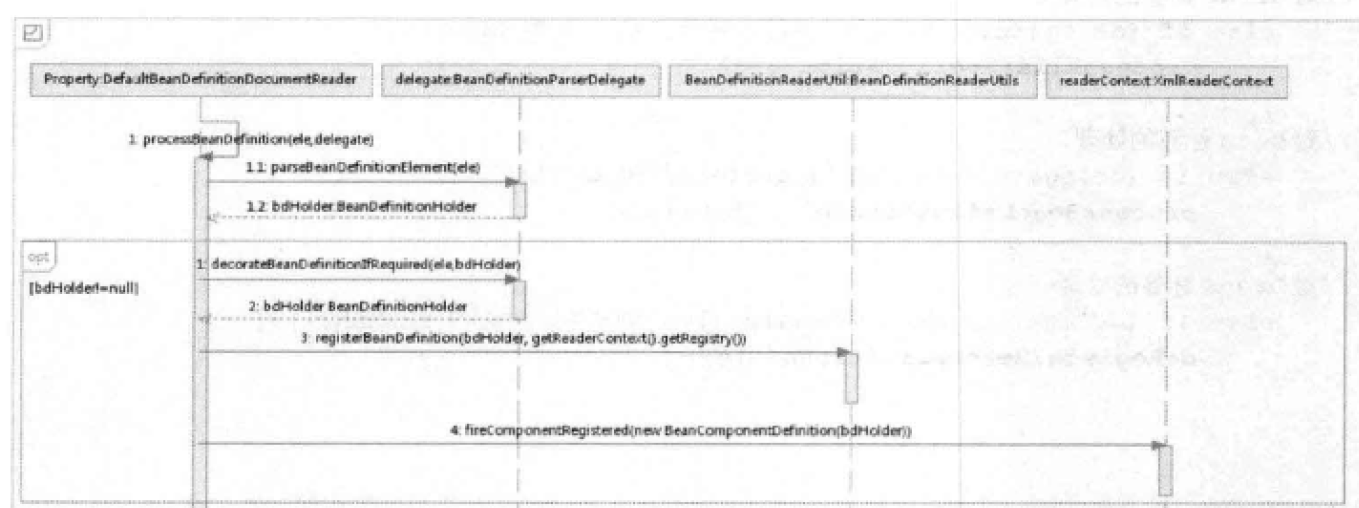 Property:DefaultBeanDefinitionDocumentReader
delegate:BeanDefinitionParserDelegate
BeanDefinitionReaderUtil:BeanDefinitionReaderUtils
readerContext:XmlReaderContext
1: processBeanDefinition(ele,delegate)
1.1: parseBeanDefinitionElement(ele)
1.2: bdHolder:BeanDefinitionHolder
opt
[bdHolder!=null]
1: decorateBeanDefinitionIfRequired(ele,bdHolder)
2: bdHolder:BeanDefinitionHolder
3: registerBeanDefinition(bdHolder, getReaderContext().getRegistry())
4: fireComponentRegistered(new BeanComponentDefinition(bdHolder))